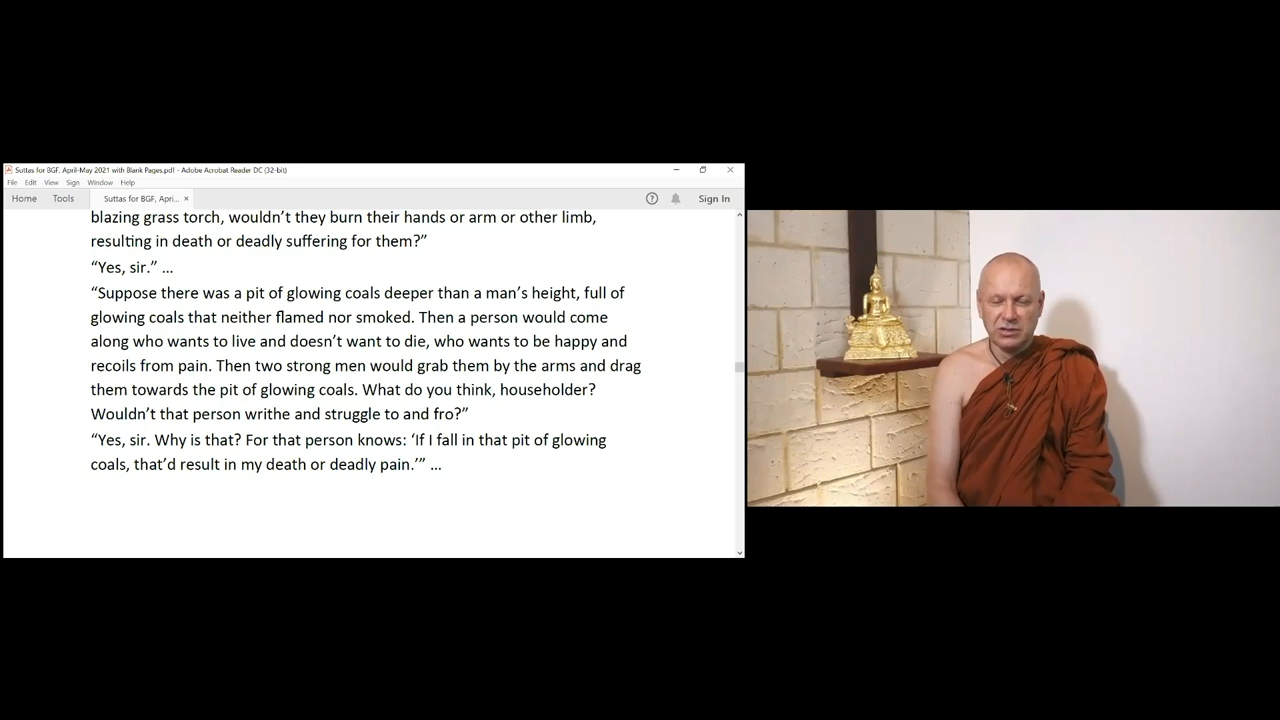 Suttas for BGF, April-May 2021 with Blank Pages.pdf - Adobe Acrobat Reader DC (32-bit)
File Edit View Sign Window Help
Home Tools Suttas for BGF, Apri... × Sign In
blazing grass torch, wouldn’t they burn their hands or arm or other limb,
resulting in death or deadly suffering for them?”
“Yes, sir.” …
“Suppose there was a pit of glowing coals deeper than a man’s height, full of
glowing coals that neither flamed nor smoked. Then a person would come
along who wants to live and doesn’t want to die, who wants to be happy and
recoils from pain. Then two strong men would grab them by the arms and drag
them towards the pit of glowing coals. What do you think, householder?
Wouldn’t that person writhe and struggle to and fro?”
“Yes, sir. Why is that? For that person knows: ‘If I fall in that pit of glowing
coals, that’d result in my death or deadly pain.’” …